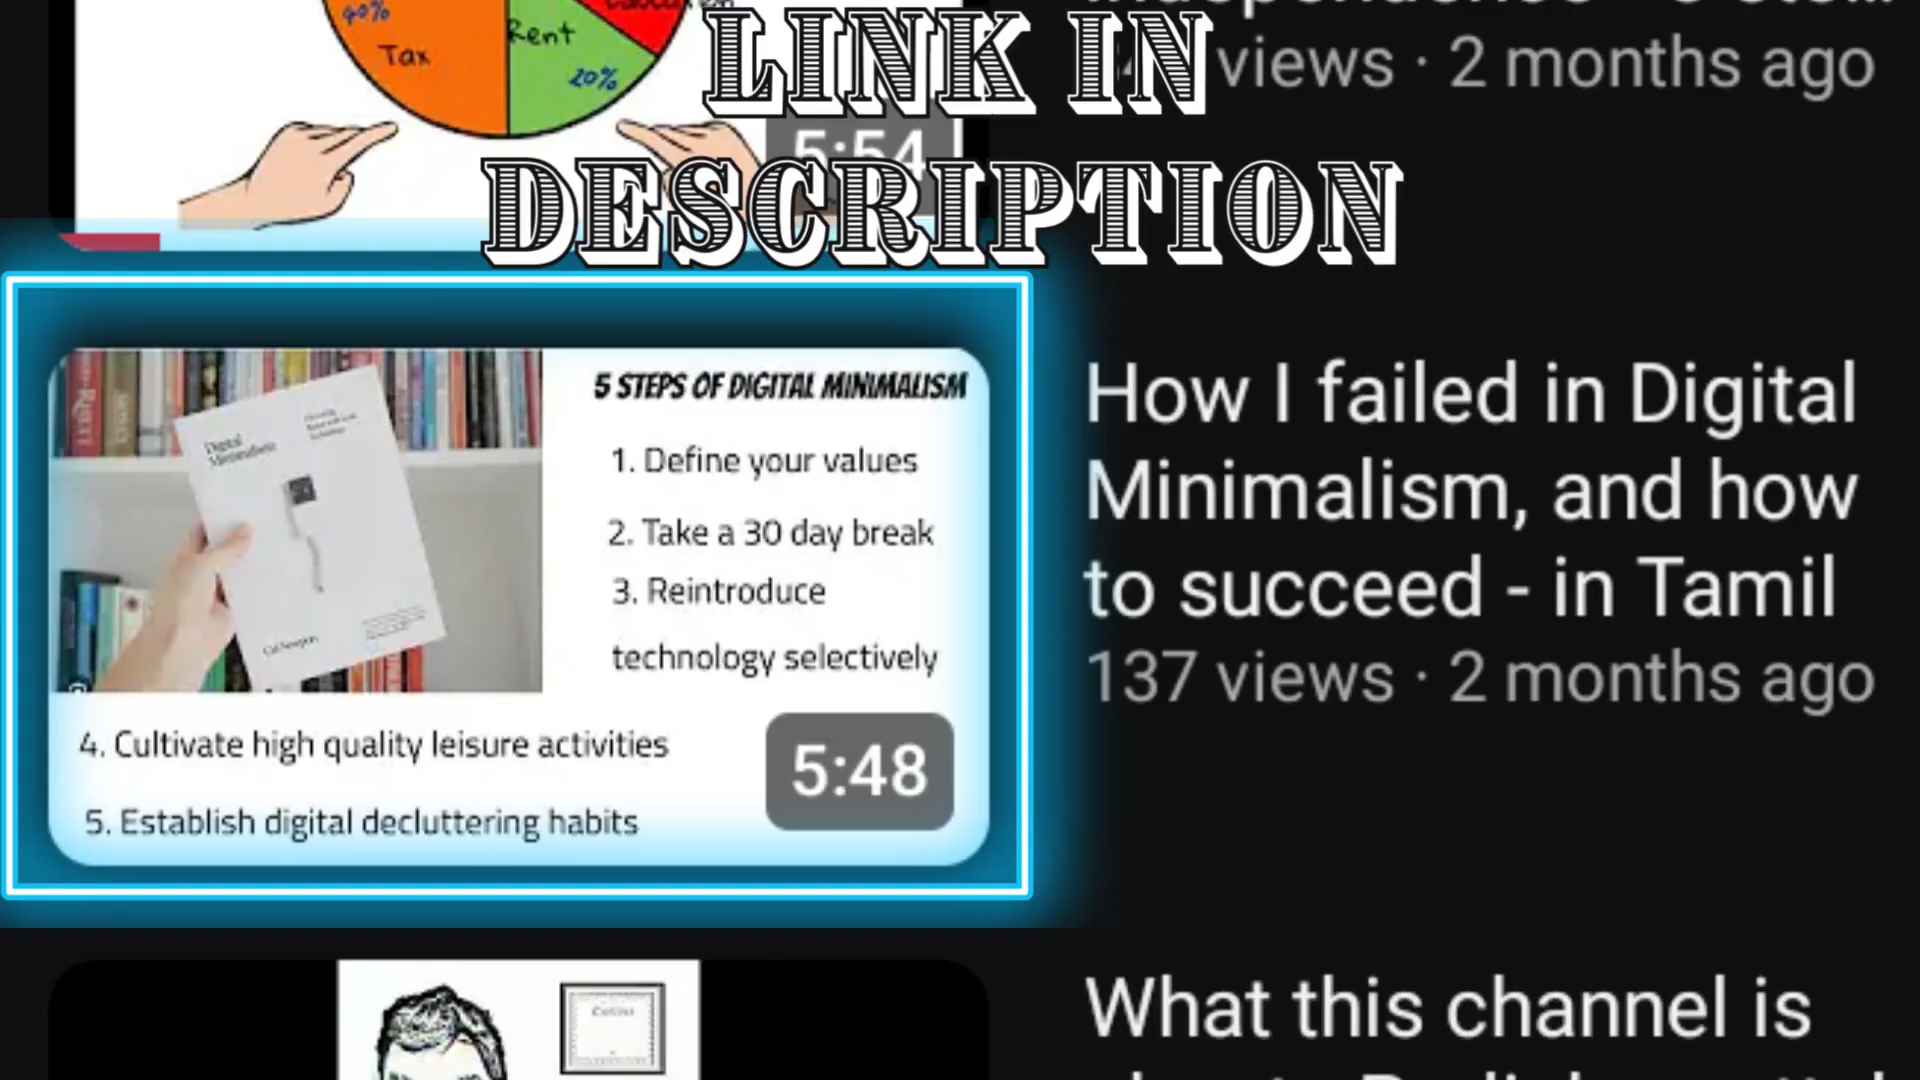 40%
Tax
Rent
20%
LINK IN
views · 2 months ago
5:54
DESCRIPTION
5 STEPS OF DIGITAL MINIMALISM
Digital
Minimalism
1. Define your values
2. Take a 30 day break
3. Reintroduce
technology selectively
4. Cultivate high quality leisure activities
5. Establish digital decluttering habits
5:48
How I failed in Digital
Minimalism, and how
to succeed - in Tamil
137 views · 2 months ago
What this channel is